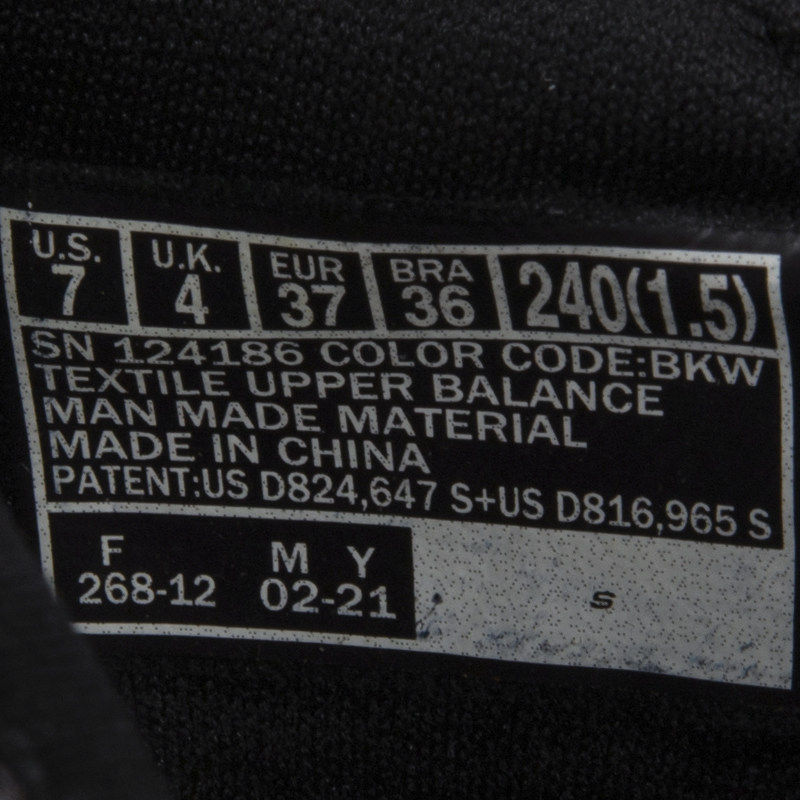 U.S. U.K. EUR BRA 240(1.5)
7 4 37 36
SN 124186 COLOR CODE:BKW
TEXTILE UPPER BALANCE
MAN MADE MATERIAL
MADE IN CHINA
PATENT:US D824,647 S+US D816,965 S
F M Y
268-12 02-21
S